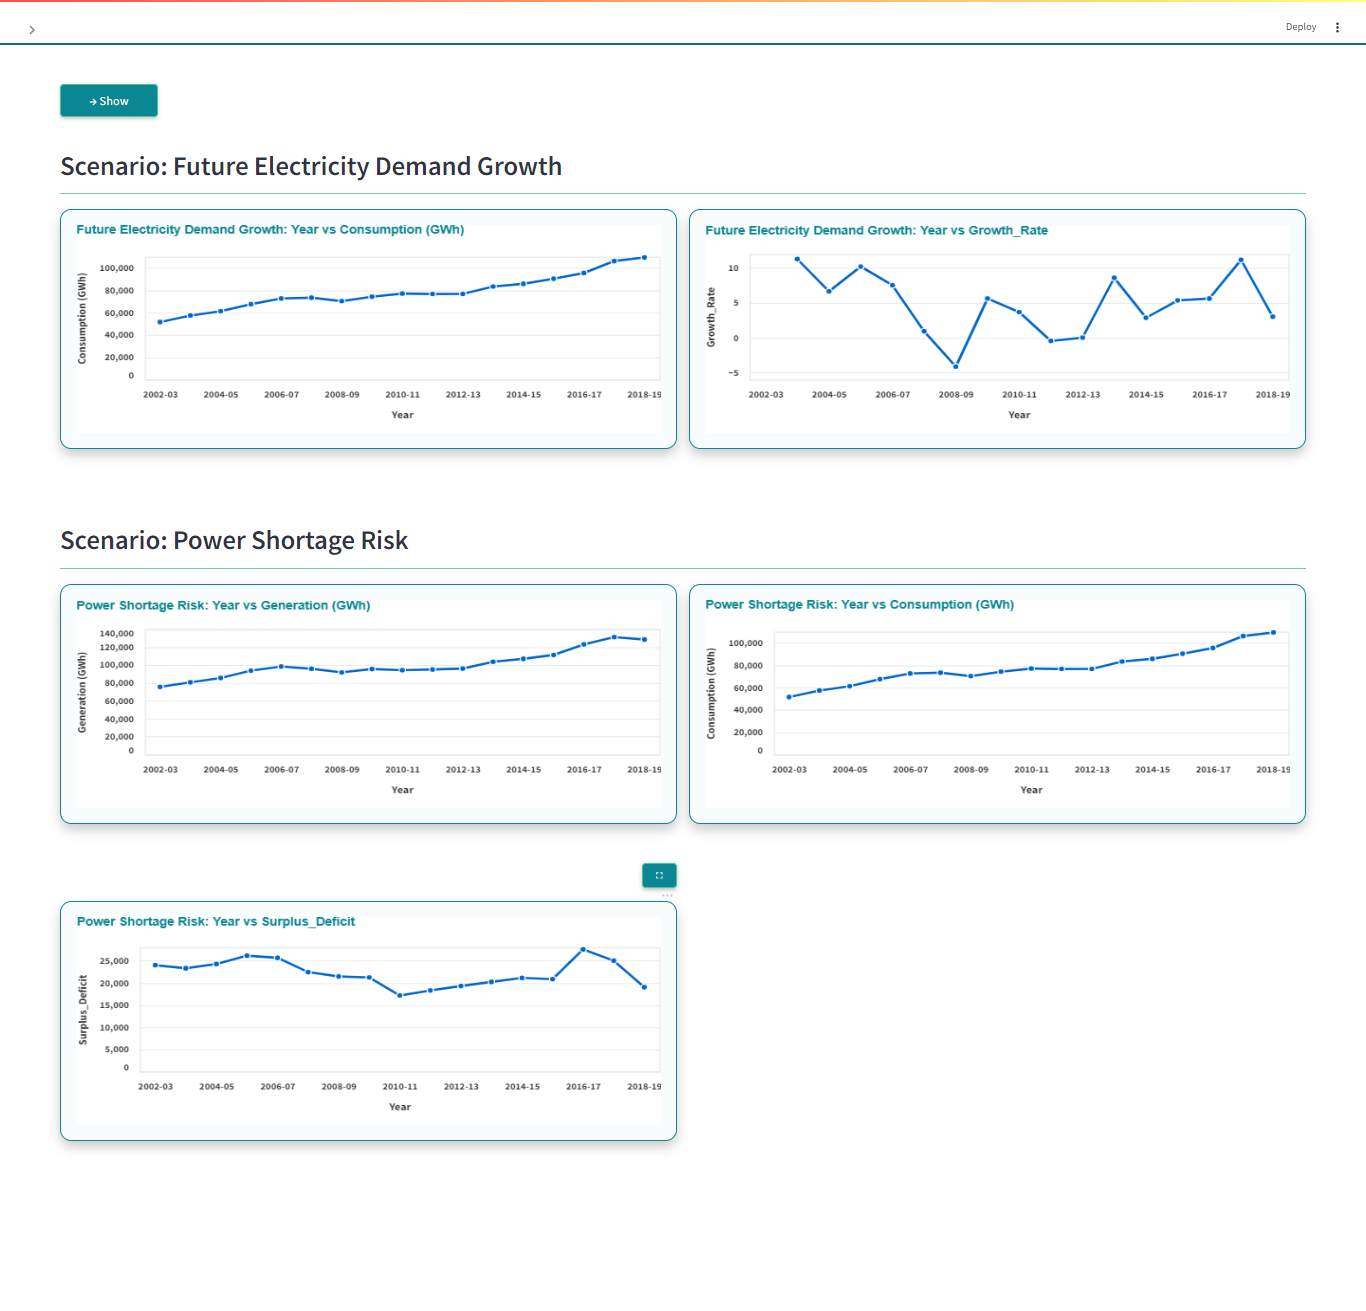 Deploy
→ Show
Scenario: Future Electricity Demand Growth
Future Electricity Demand Growth: Year vs Consumption (GWh)
Consumption (GWh)
100,000
80,000
60,000
40,000
20,000
0
2002-03 2004-05 2006-07 2008-09 2010-11 2012-13 2014-15 2016-17 2018-19
Year
Future Electricity Demand Growth: Year vs Growth_Rate
Growth_Rate
10
5
0
−5
2002-03 2004-05 2006-07 2008-09 2010-11 2012-13 2014-15 2016-17 2018-19
Year
Scenario: Power Shortage Risk
Power Shortage Risk: Year vs Generation (GWh)
Generation (GWh)
140,000
120,000
100,000
80,000
60,000
40,000
20,000
0
2002-03 2004-05 2006-07 2008-09 2010-11 2012-13 2014-15 2016-17 2018-19
Year
Power Shortage Risk: Year vs Consumption (GWh)
Consumption (GWh)
100,000
80,000
60,000
40,000
20,000
0
2002-03 2004-05 2006-07 2008-09 2010-11 2012-13 2014-15 2016-17 2018-19
Year
Power Shortage Risk: Year vs Surplus_Deficit
Surplus_Deficit
25,000
20,000
15,000
10,000
5,000
0
2002-03 2004-05 2006-07 2008-09 2010-11 2012-13 2014-15 2016-17 2018-19
Year